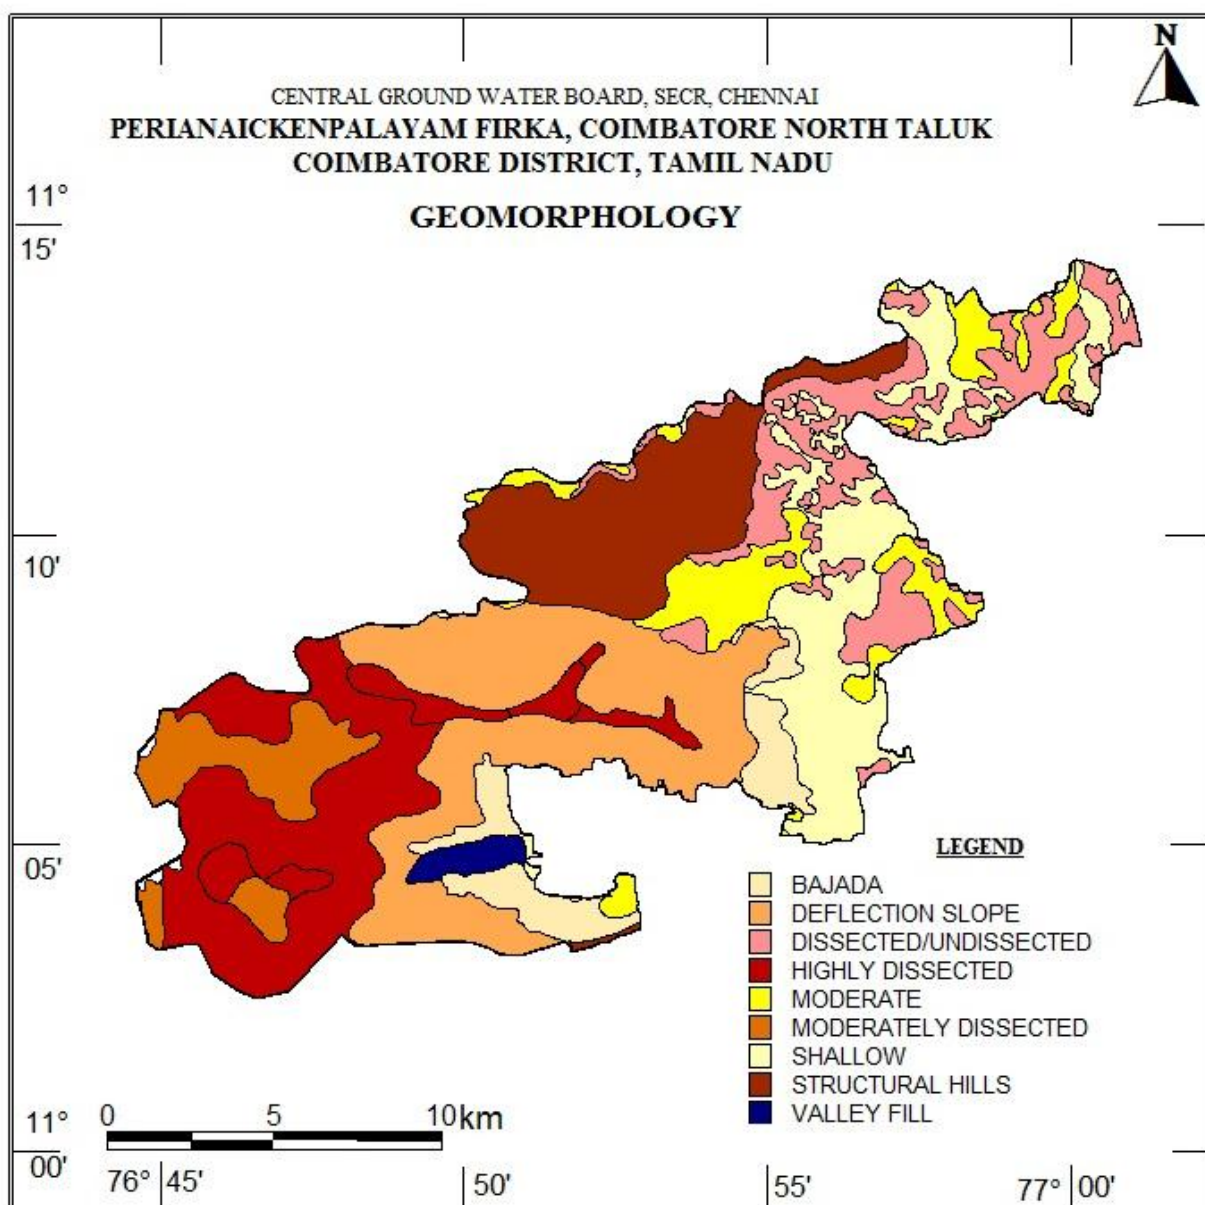 N
CENTRAL GROUND WATER BOARD, SECR, CHENNAI
PERIANAICKENPALAYAM FIRKA, COIMBATORE NORTH TALUK
COIMBATORE DISTRICT, TAMIL NADU
GEOMORPHOLOGY
11°
15'
10'
05'
LEGEND
BAJADA
DEFLECTION SLOPE
DISSECTED/UNDISSECTED
HIGHLY DISSECTED
MODERATE
MODERATELY DISSECTED
SHALLOW
STRUCTURAL HILLS
VALLEY FILL
0 5 10km
11°
00'
76° 45' 50' 55' 77° 00'